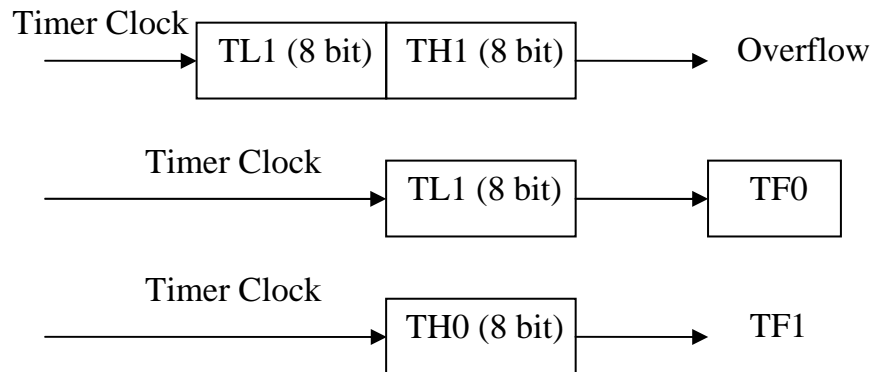 Timer Clock
TL1 (8 bit) TH1 (8 bit) Overflow
Timer Clock
TL1 (8 bit) TF0
Timer Clock
TH0 (8 bit) TF1